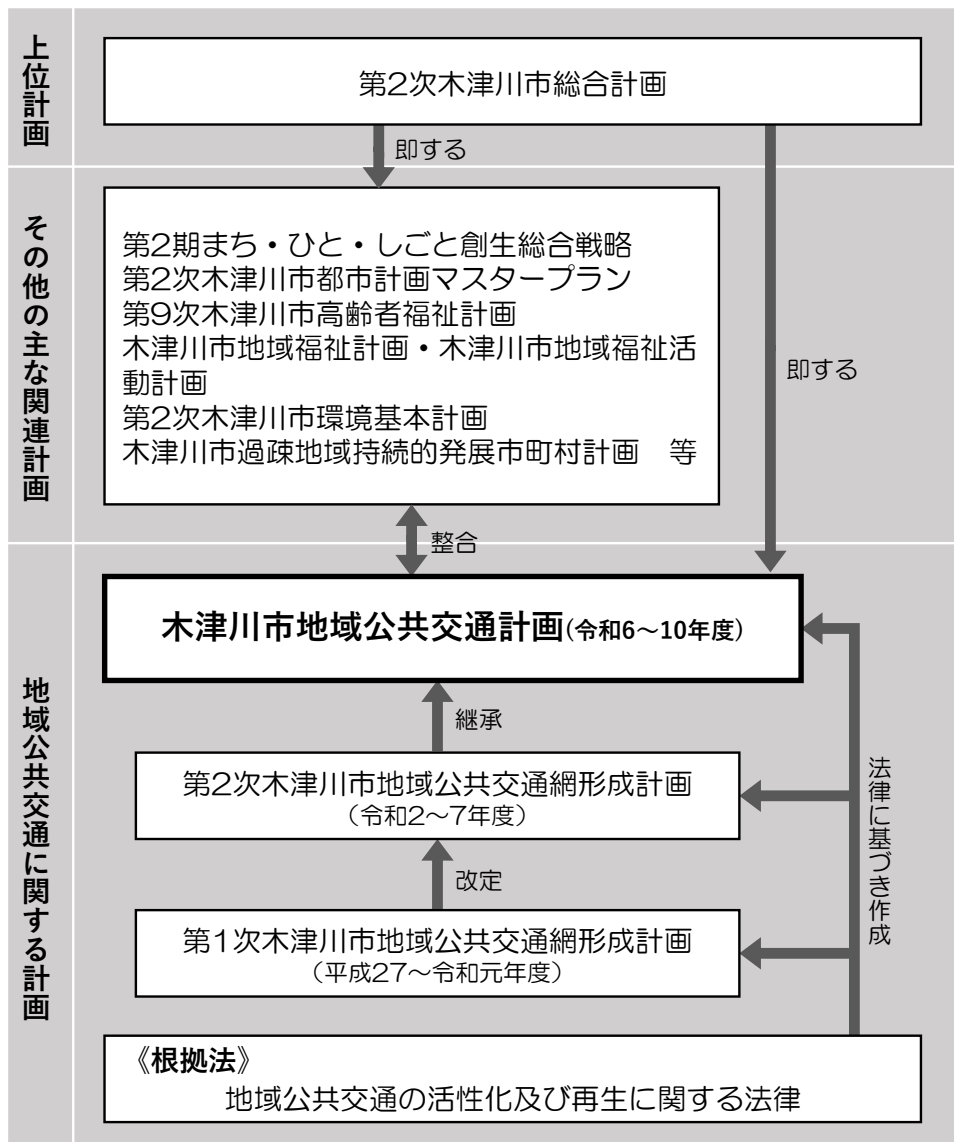 上位計画
第2次木津川市総合計画
即する
その他の主な関連計画
第2期まち・ひと・しごと創生総合戦略
第2次木津川市都市計画マスタープラン
第9次木津川市高齢者福祉計画
木津川市地域福祉計画・木津川市地域福祉活
動計画
第2次木津川市環境基本計画
木津川市過疎地域持続的発展市町村計画　等
即する
整合
地域公共交通に関する計画
木津川市地域公共交通計画(令和6～10年度)
継承
第2次木津川市地域公共交通網形成計画
（令和2～7年度）
改定
第1次木津川市地域公共交通網形成計画
（平成27～令和元年度）
法律に基づき作成
《根拠法》
地域公共交通の活性化及び再生に関する法律